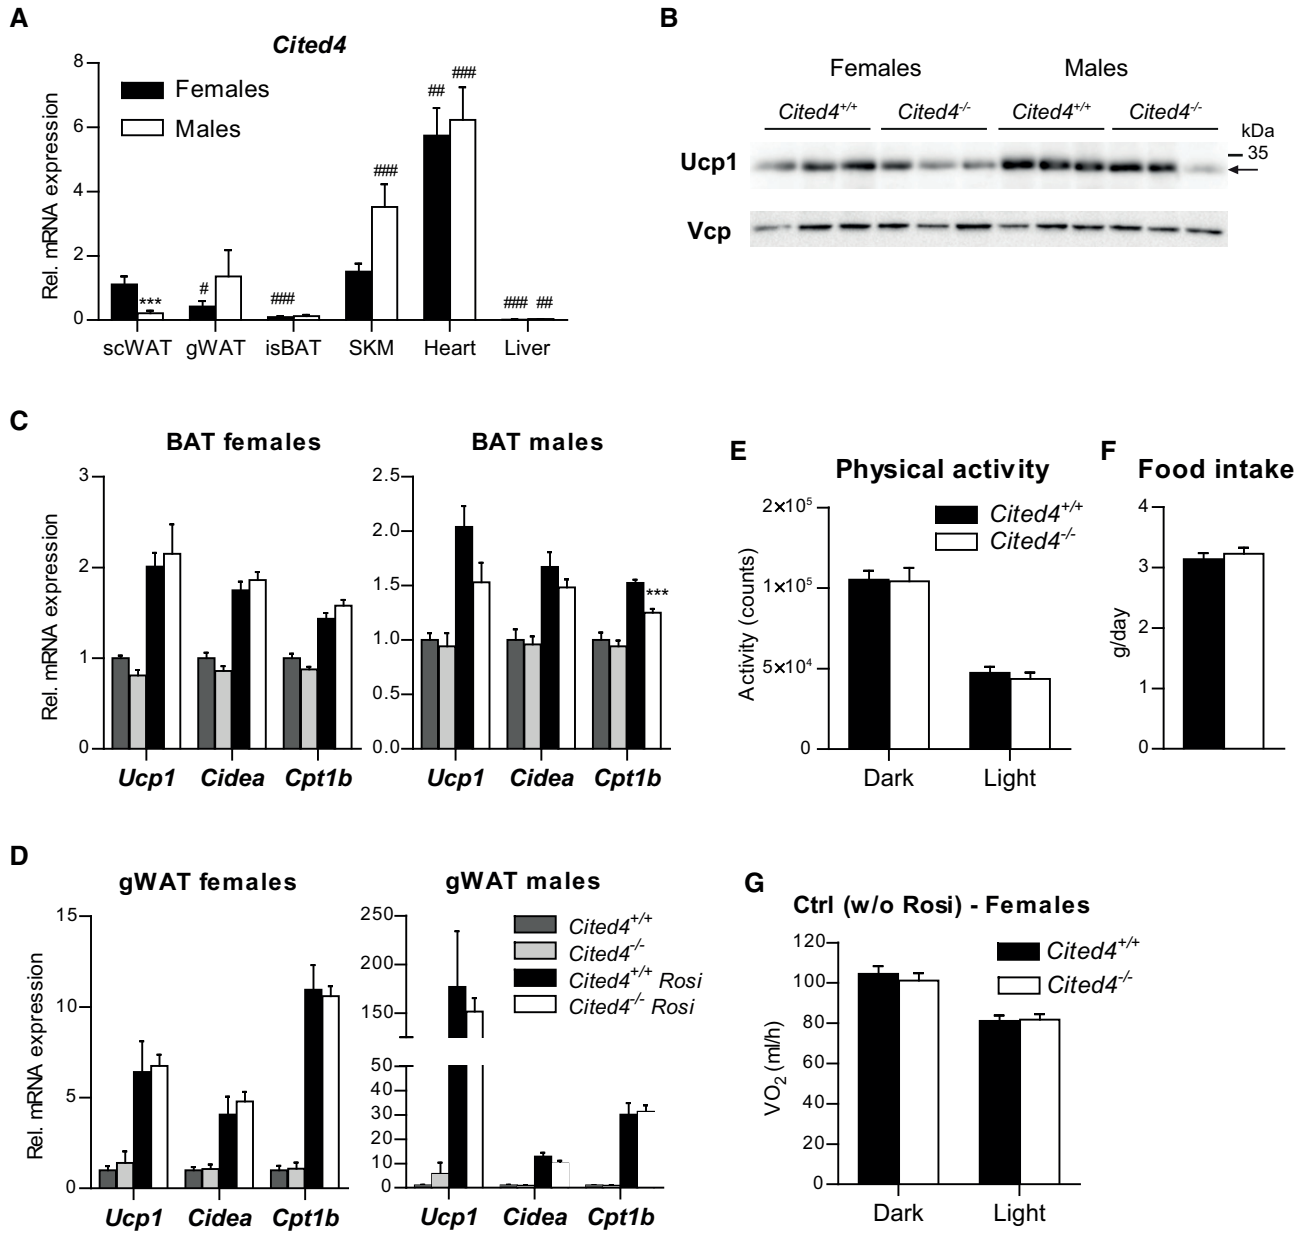 A
Cited4
Rel. mRNA expression
8
6
4
2
0
Females
Males
***
#
###
###
##
###
###
##
scWAT
gWAT
isBAT
SKM
Heart
Liver
B
Females
Males
Cited4+/+
Cited4-/-
Cited4+/+
Cited4-/-
kDa
35
Ucp1
Vcp
C
BAT females
Rel. mRNA expression
3
2
1
0
Ucp1
Cidea
Cpt1b
BAT males
2.5
2.0
1.5
1.0
0.5
0.0
***
Ucp1
Cidea
Cpt1b
E
Physical activity
Activity (counts)
2×10⁵
1×10⁵
5×10⁴
0
Cited4+/+
Cited4-/-
Dark
Light
F
Food intake
g/day
4
3
2
1
0
D
gWAT females
Rel. mRNA expression
15
10
5
0
Ucp1
Cidea
Cpt1b
gWAT males
250
200
150
50
40
30
20
10
0
Cited4+/+
Cited4-/-
Cited4+/+ Rosi
Cited4-/- Rosi
Ucp1
Cidea
Cpt1b
G
Ctrl (w/o Rosi) - Females
VO₂ (ml/h)
120
100
80
60
40
20
0
Cited4+/+
Cited4-/-
Dark
Light